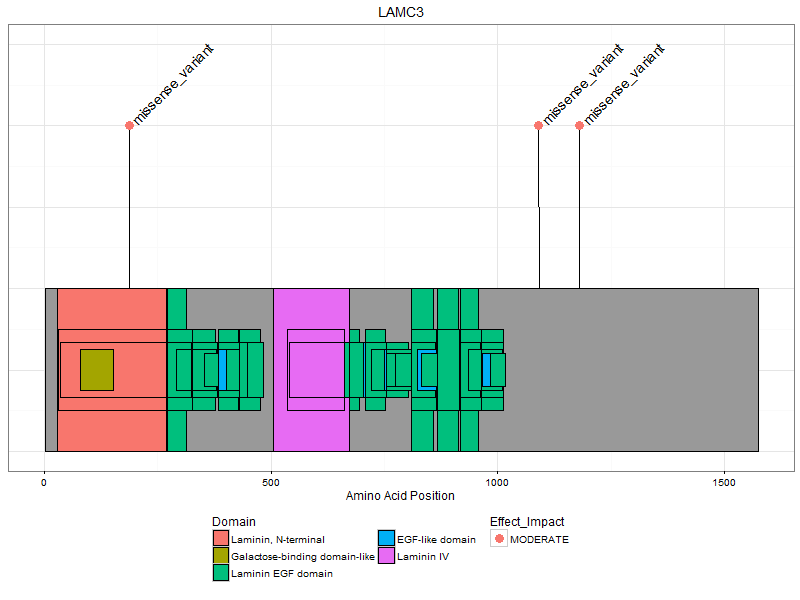 LAMC3
missense_variant
missense_variant
missense_variant
0
500
1000
1500
Amino Acid Position
Domain
Laminin, N-terminal
Galactose-binding domain-like
Laminin EGF domain
EGF-like domain
Laminin IV
Effect_Impact
MODERATE